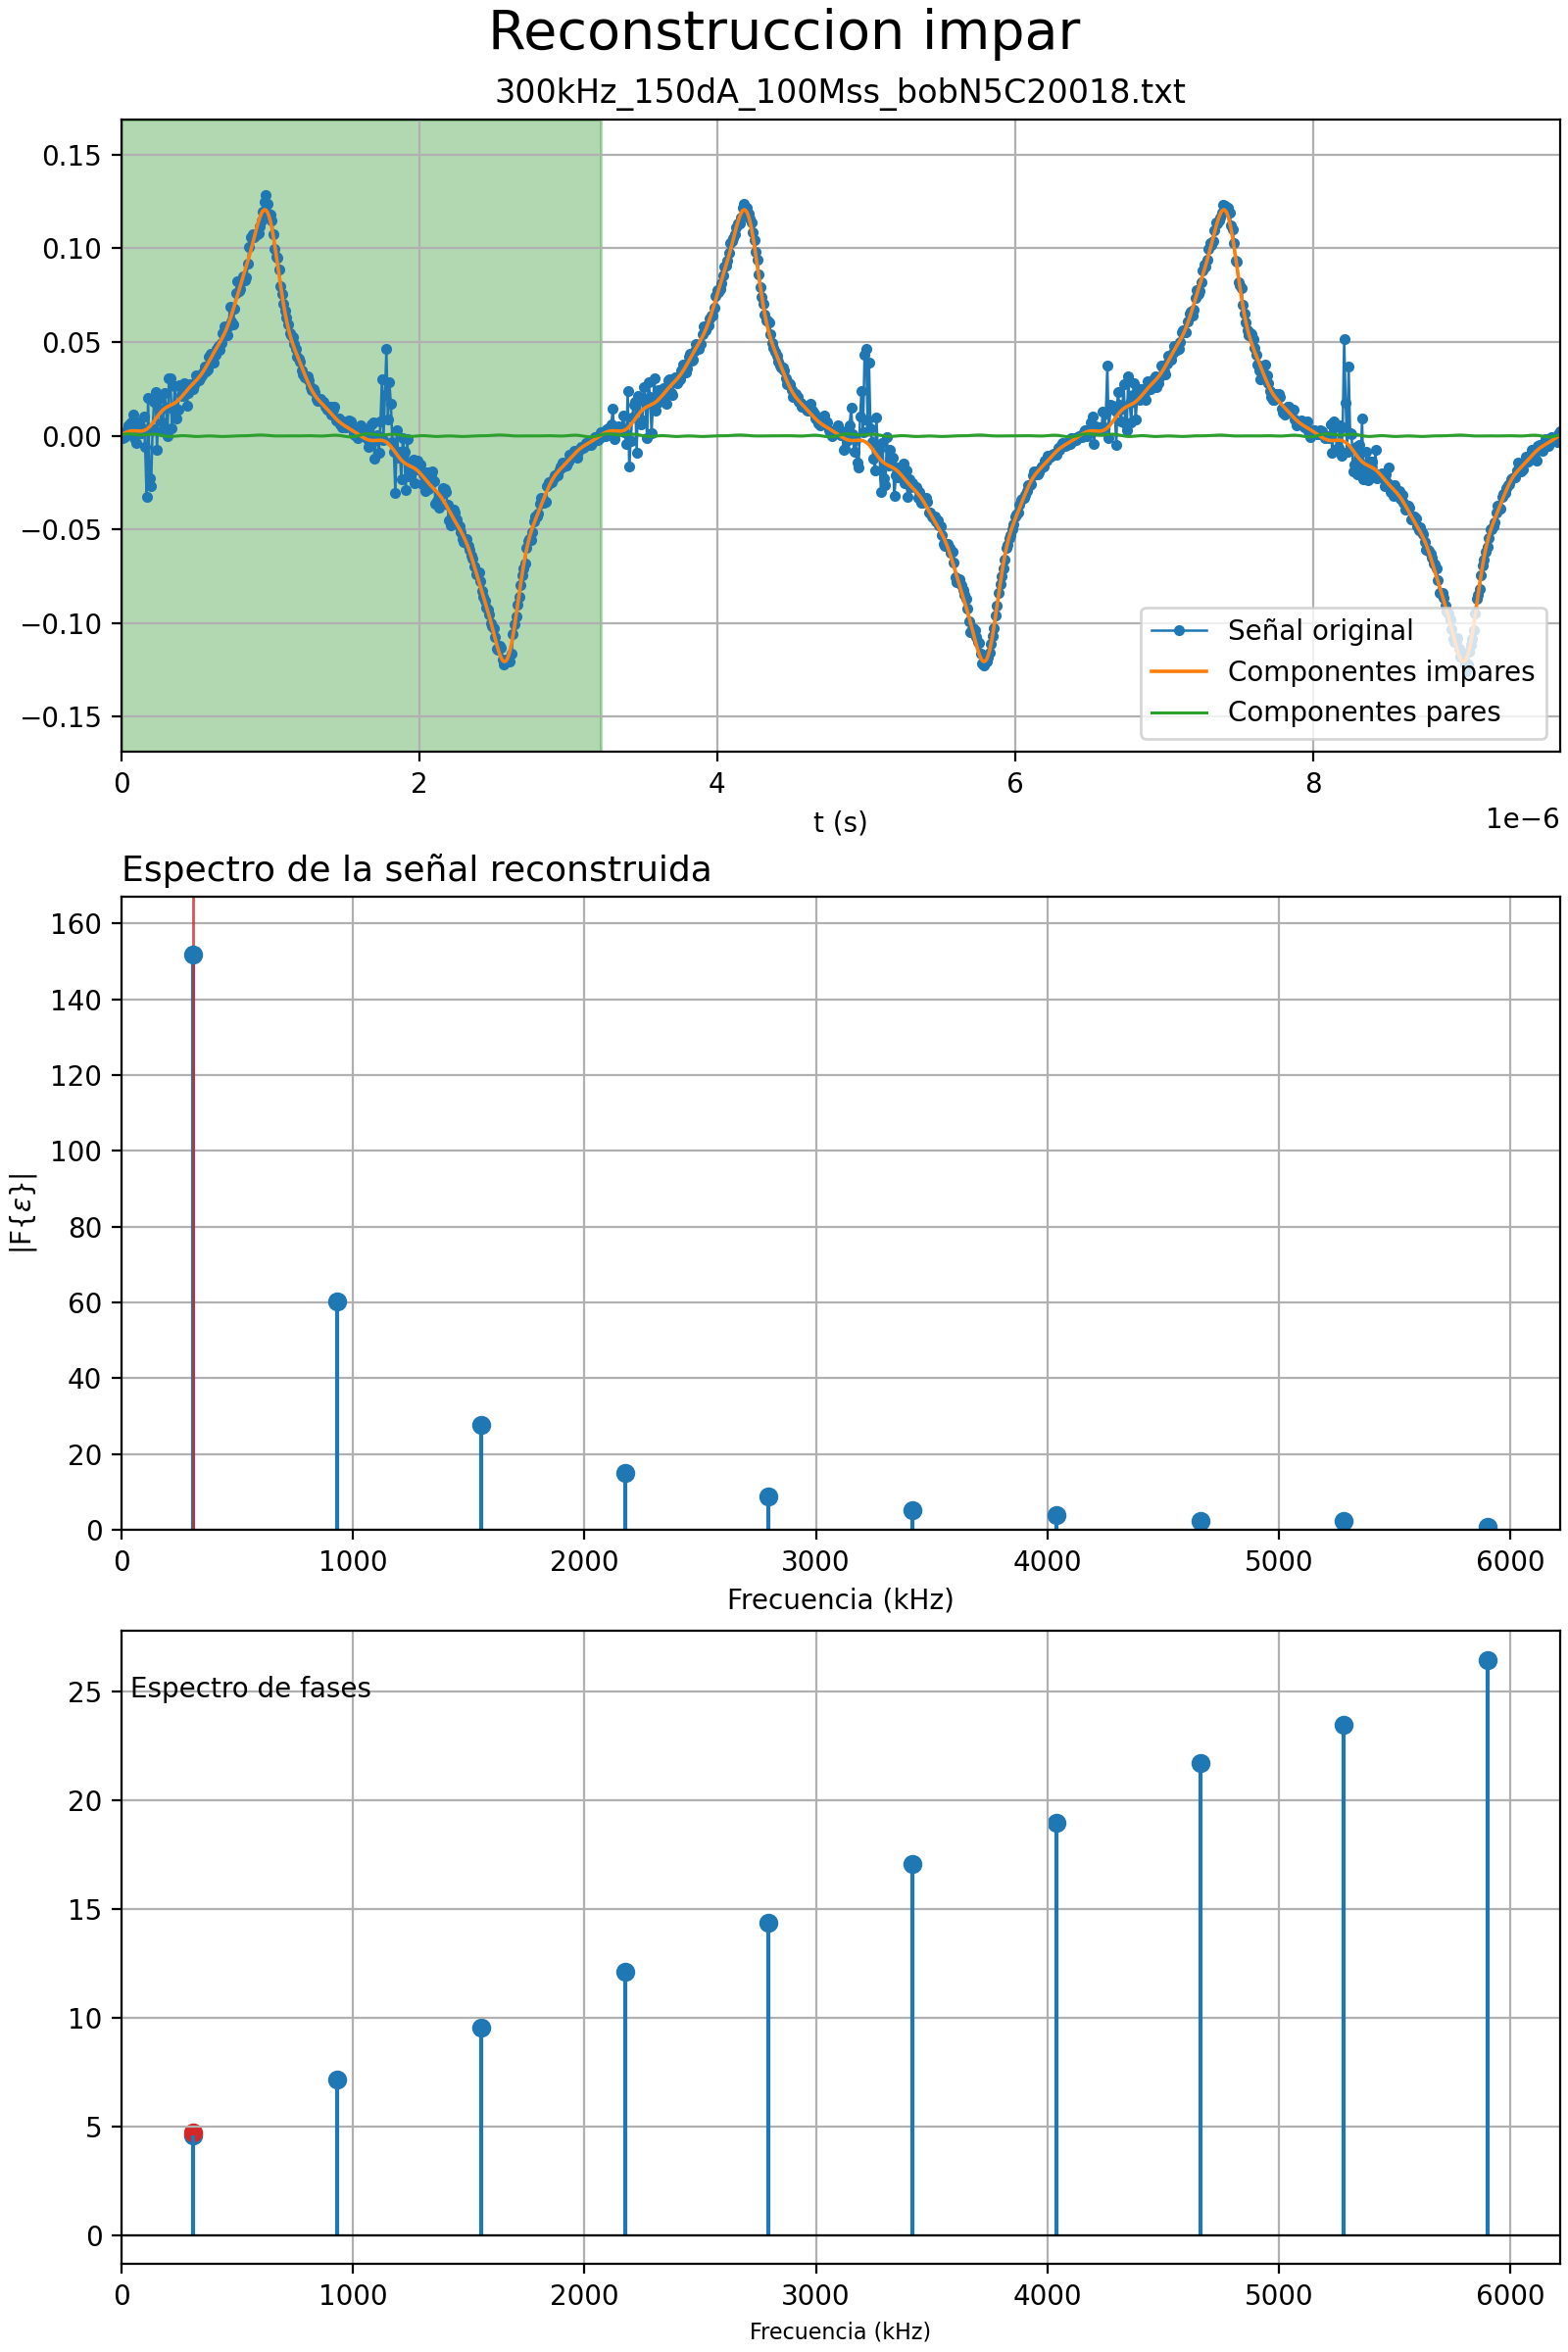 Reconstruccion impar
300kHz_150dA_100Mss_bobN5C20018.txt
0.15
0.10
0.05
0.00
−0.05
−0.10
−0.15
Señal original
Componentes impares
Componentes pares
0 2 4 6 8
1e−6
t (s)
Espectro de la señal reconstruida
160
140
120
100
80
60
40
20
0
|F{ε}|
0 1000 2000 3000 4000 5000 6000
Frecuencia (kHz)
Espectro de fases
25
20
15
10
5
0
0 1000 2000 3000 4000 5000 6000
Frecuencia (kHz)